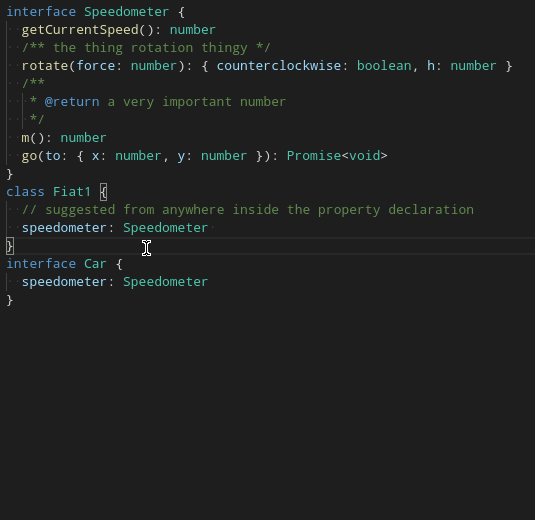 interface Speedometer {
  getCurrentSpeed(): number
  /** the thing rotation thingy */
  rotate(force: number): { counterclockwise: boolean, h: number }
  /**
   * @return a very important number
   */
  m(): number
  go(to: { x: number, y: number }): Promise<void>
}
class Fiat1 {
  // suggested from anywhere inside the property declaration
  speedometer: Speedometer
}
interface Car {
  speedometer: Speedometer
}